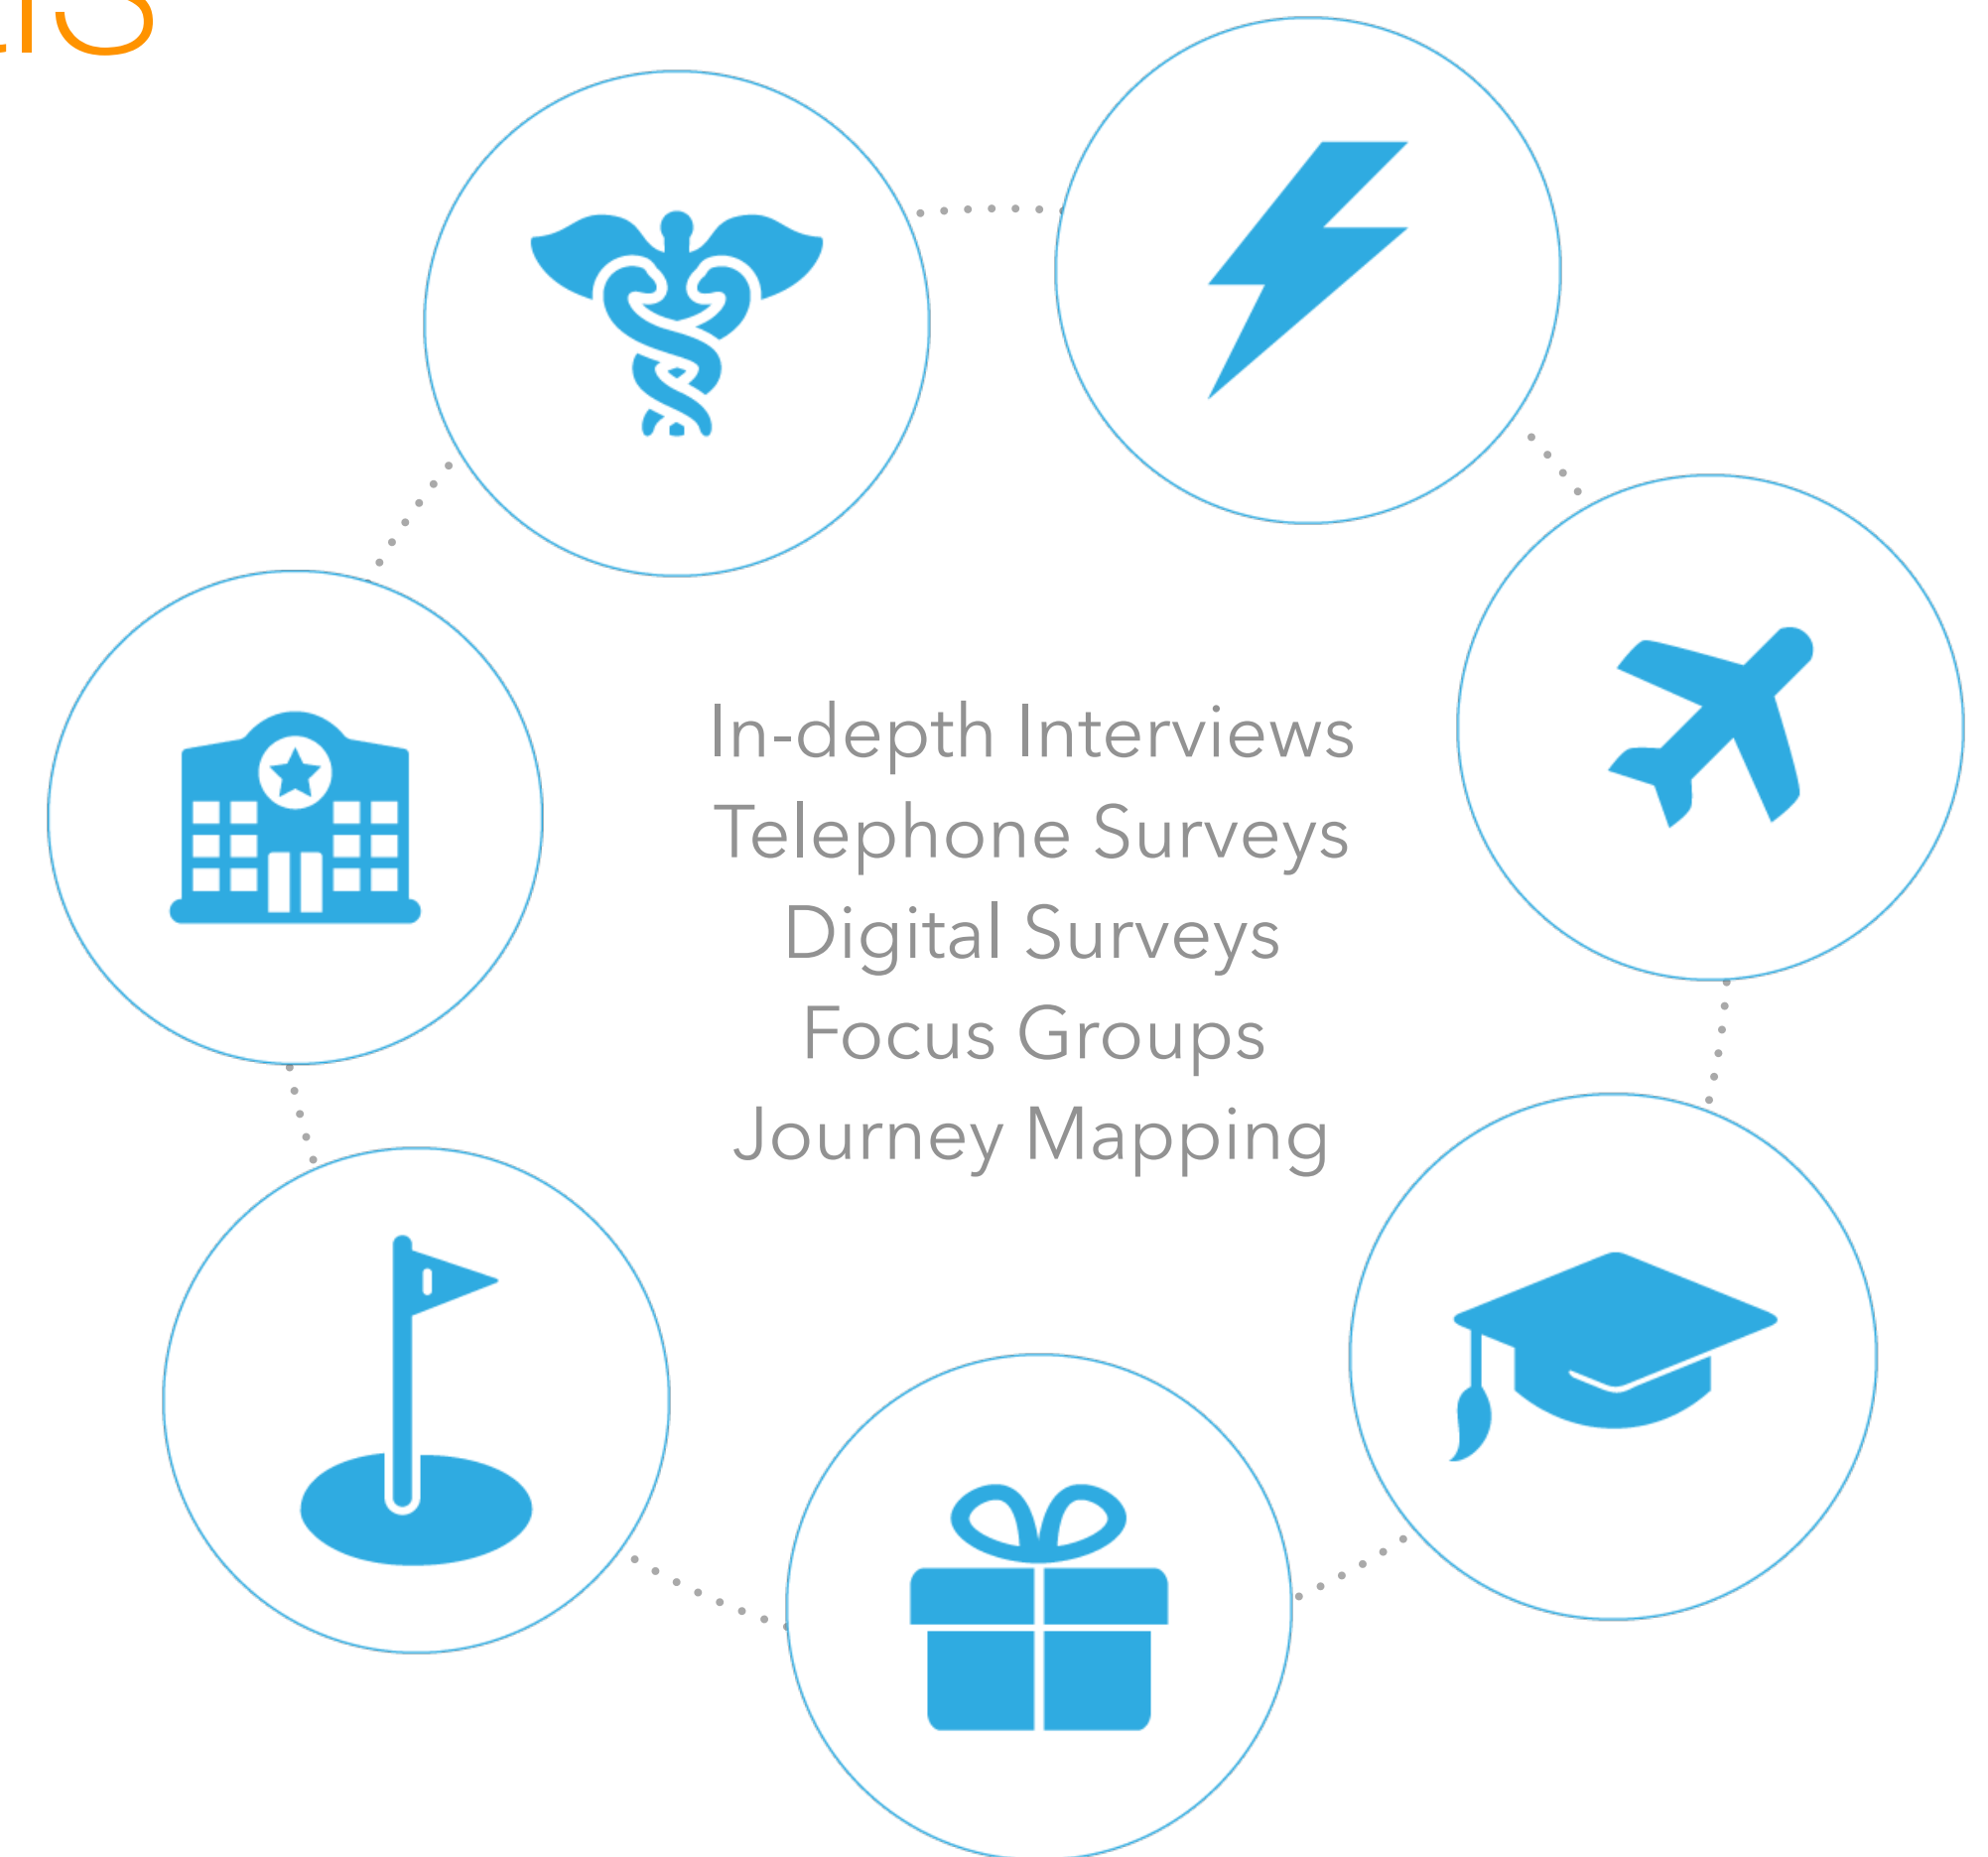 In-depth Interviews
Telephone Surveys
Digital Surveys
Focus Groups
Journey Mapping